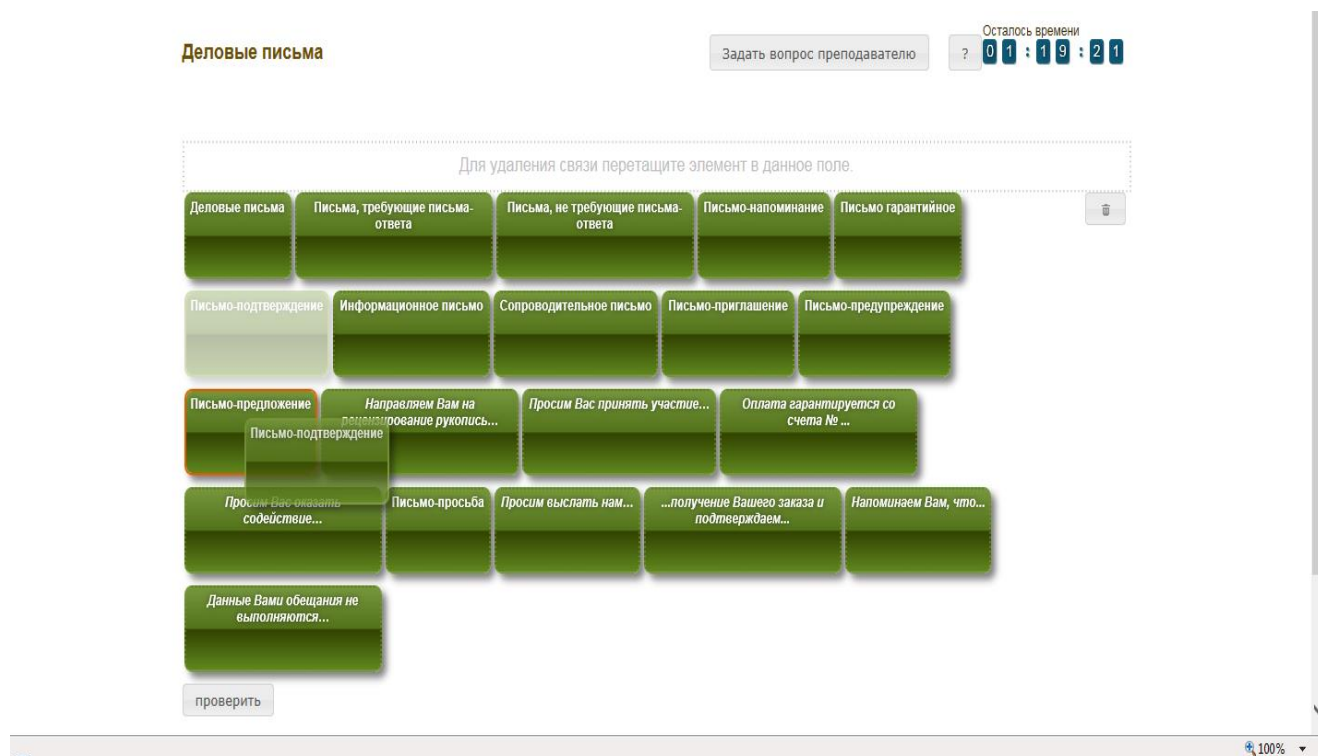 Осталось времени
Деловые письма
Задать вопрос преподавателю
?
01:19:21
Для удаления связи перетащите элемент в данное поле.
Деловые письма
Письма, требующие письма-
ответа
Письма, не требующие письма-
ответа
Письмо-напоминание
Письмо гарантийное
Письмо-подтверждение
Информационное письмо
Сопроводительное письмо
Письмо-приглашение
Письмо-предупреждение
Письмо-предложение
Направляем Вам на
рецензирование рукопись...
Просим Вас принять участие...
Оплата гарантируется со
счета № ...
Письмо-подтверждение
Просим Вас оказать
содействие...
Письмо-просьба
Просим выслать нам...
...получение Вашего заказа и
подтверждаем...
Напоминаем Вам, что...
Данные Вами обещания не
выполняются...
проверить
100%